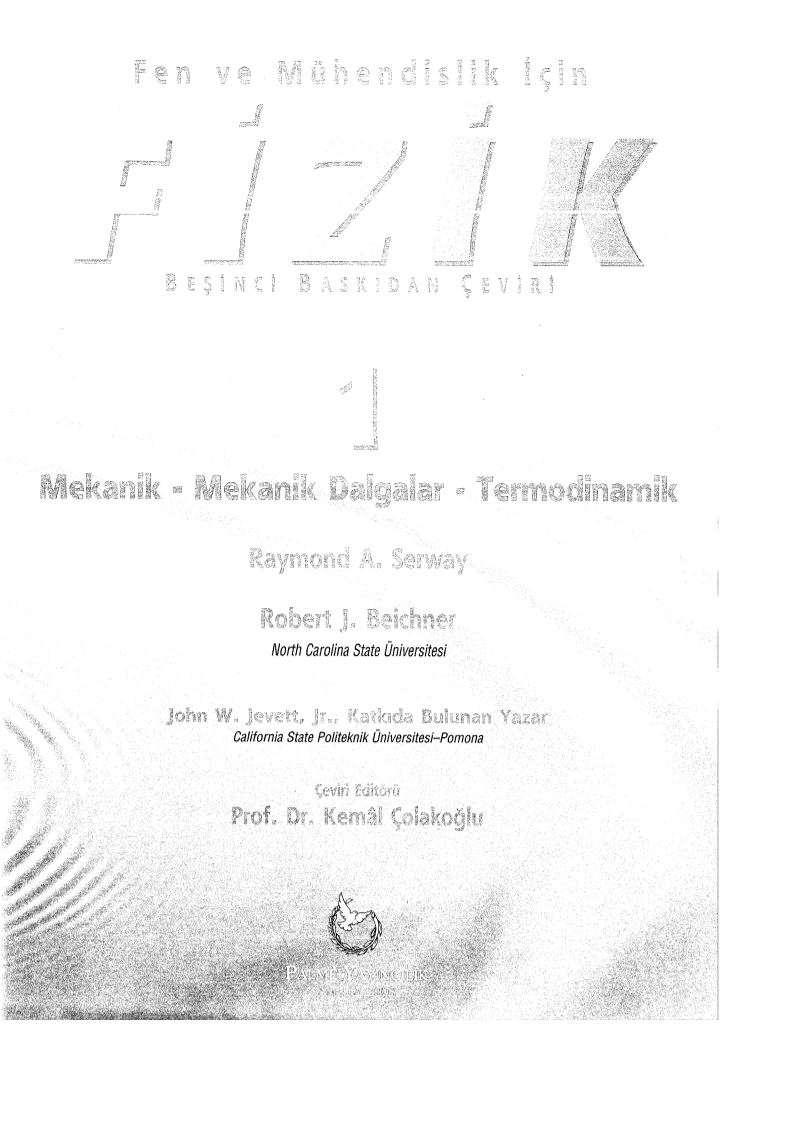 Fen ve Mühendislik İçin
FİZİK
BEŞİNCİ BASKIDAN ÇEVİRİ
1
Mekanik - Mekanik Dalgalar - Termodinamik
Raymond A. Serway
Robert J. Beichner
North Carolina State Üniversitesi
John W. Jevett, Jr., Katkıda Bulunan Yazar
California State Politeknik Üniversitesi–Pomona
Çeviri Editörü
Prof. Dr. Kemâl Çolakoğlu
PALME YAYINCILIK